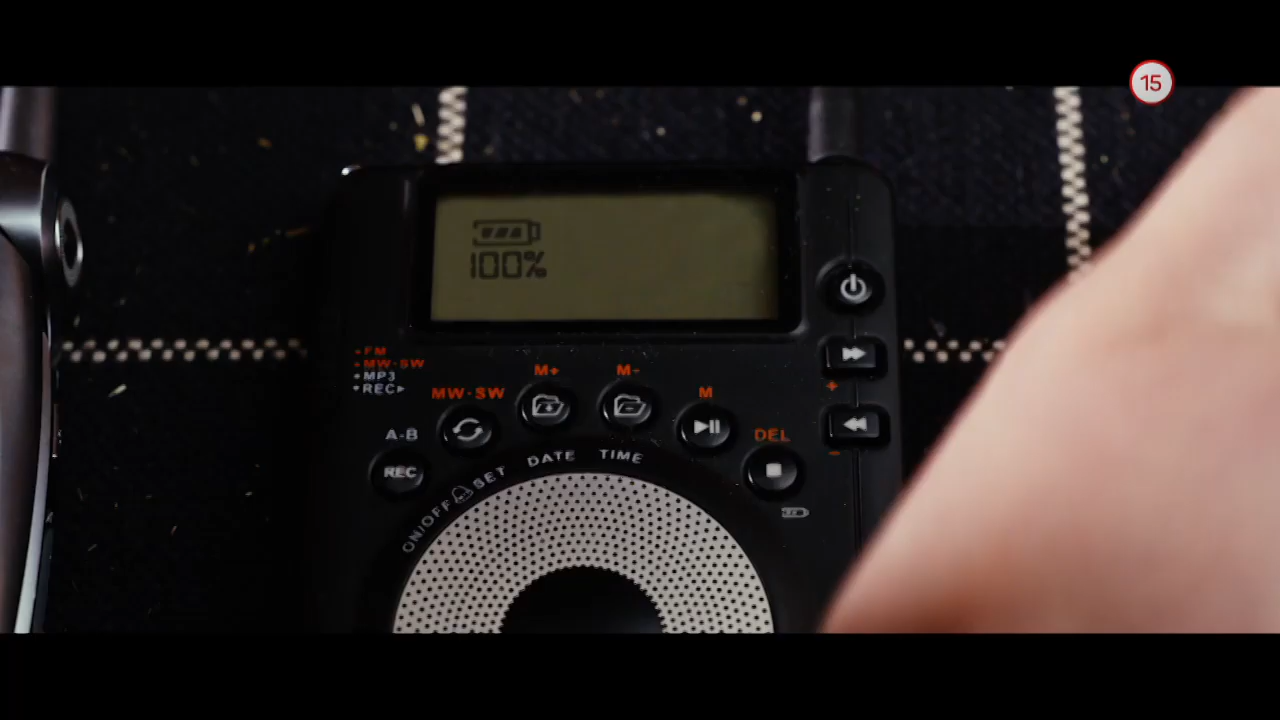 15
100%
FM
MW-SW
MP3
REC
MW-SW
M+
M-
M
A-B
REC
DEL
ON/OFF SET
DATE
TIME
+
-